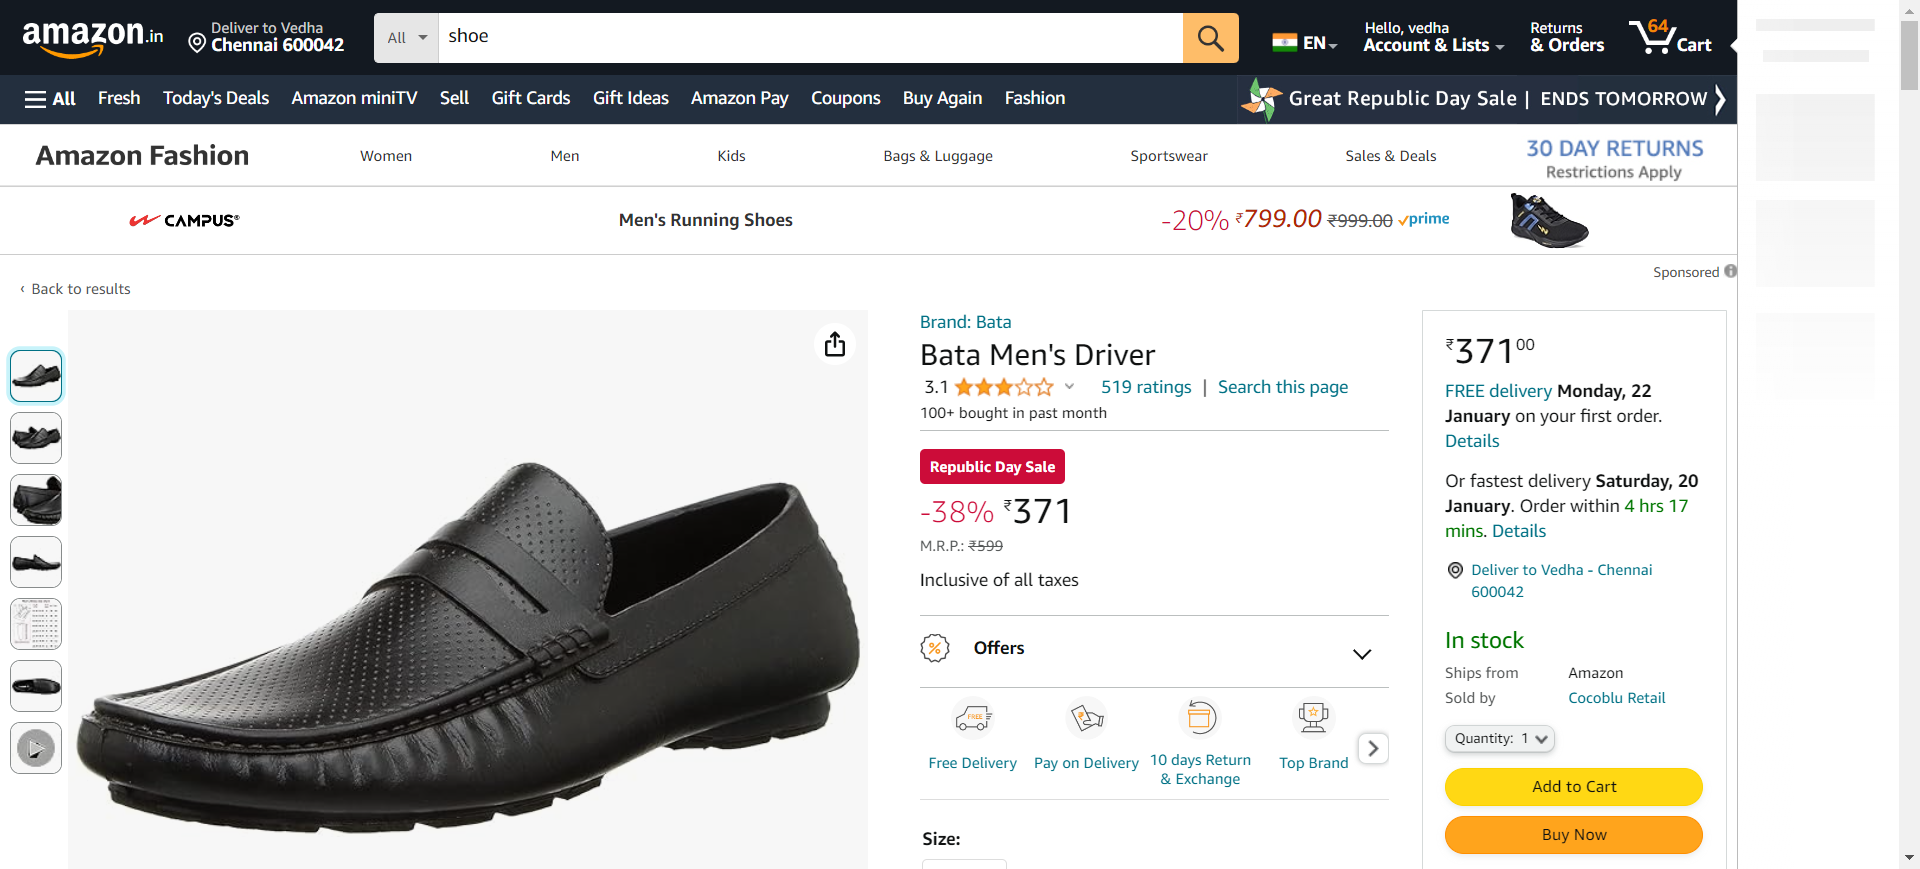 amazon.in
Deliver to Vedha
Chennai 600042
All
shoe
EN
Hello, vedha
Account & Lists
Returns
& Orders
64
Cart
All
Fresh
Today's Deals
Amazon miniTV
Sell
Gift Cards
Gift Ideas
Amazon Pay
Coupons
Buy Again
Fashion
Great Republic Day Sale | ENDS TOMORROW
Amazon Fashion
Women
Men
Kids
Bags & Luggage
Sportswear
Sales & Deals
30 DAY RETURNS
Restrictions Apply
CAMPUS®
Men's Running Shoes
-20% ₹799.00 ₹999.00 prime
Sponsored
‹ Back to results
Brand: Bata
Bata Men's Driver
3.1
519 ratings | Search this page
100+ bought in past month
Republic Day Sale
-38% ₹371
M.R.P.: ₹599
Inclusive of all taxes
Offers
FREE
Free Delivery
Pay on Delivery
10 days Return
& Exchange
Top Brand
Size:
₹371 00
FREE delivery Monday, 22
January on your first order.
Details
Or fastest delivery Saturday, 20
January. Order within 4 hrs 17
mins. Details
Deliver to Vedha - Chennai
600042
In stock
Ships from Amazon
Sold by Cocoblu Retail
Quantity: 1
Add to Cart
Buy Now